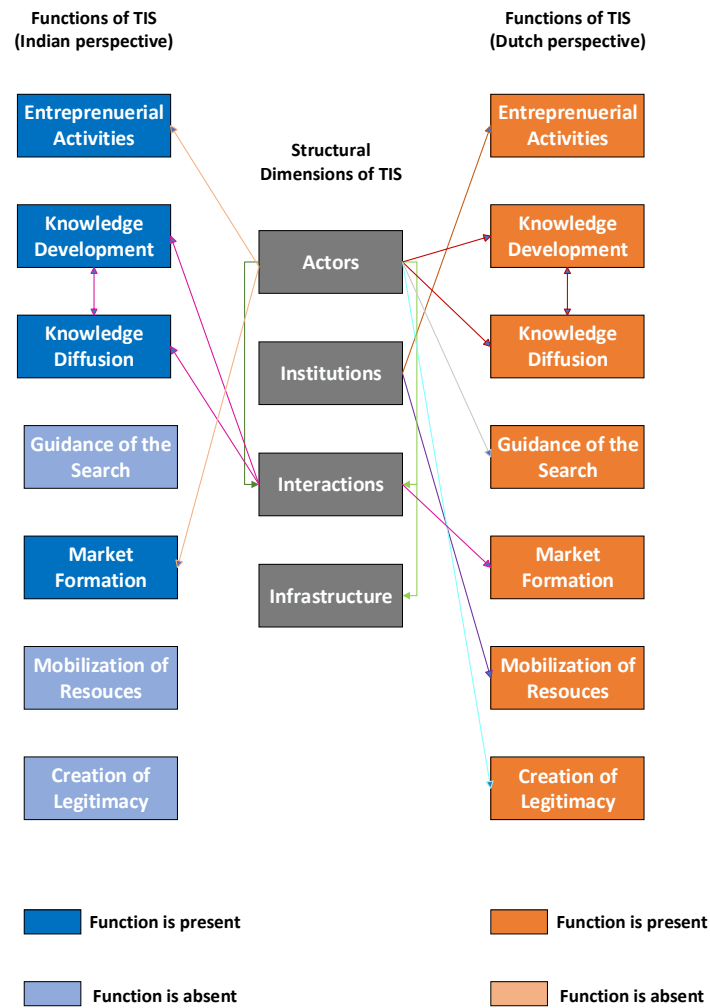 Functions of TIS
(Indian perspective)
Functions of TIS
(Dutch perspective)
Structural
Dimensions of TIS
Entreprenuerial
Activities
Knowledge
Development
Knowledge
Diffusion
Guidance of the
Search
Market
Formation
Mobilization of
Resouces
Creation of
Legitimacy
Actors
Institutions
Interactions
Infrastructure
Entreprenuerial
Activities
Knowledge
Development
Knowledge
Diffusion
Guidance of the
Search
Market
Formation
Mobilization of
Resouces
Creation of
Legitimacy
Function is present
Function is absent
Function is present
Function is absent